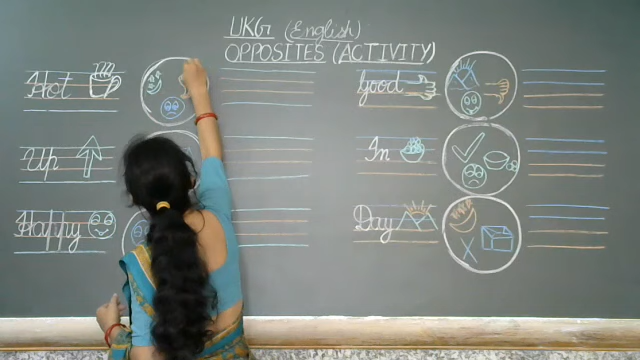 UKG (English)
OPPOSITES (ACTIVITY)
Hot
Up
Happy
good
In
Day